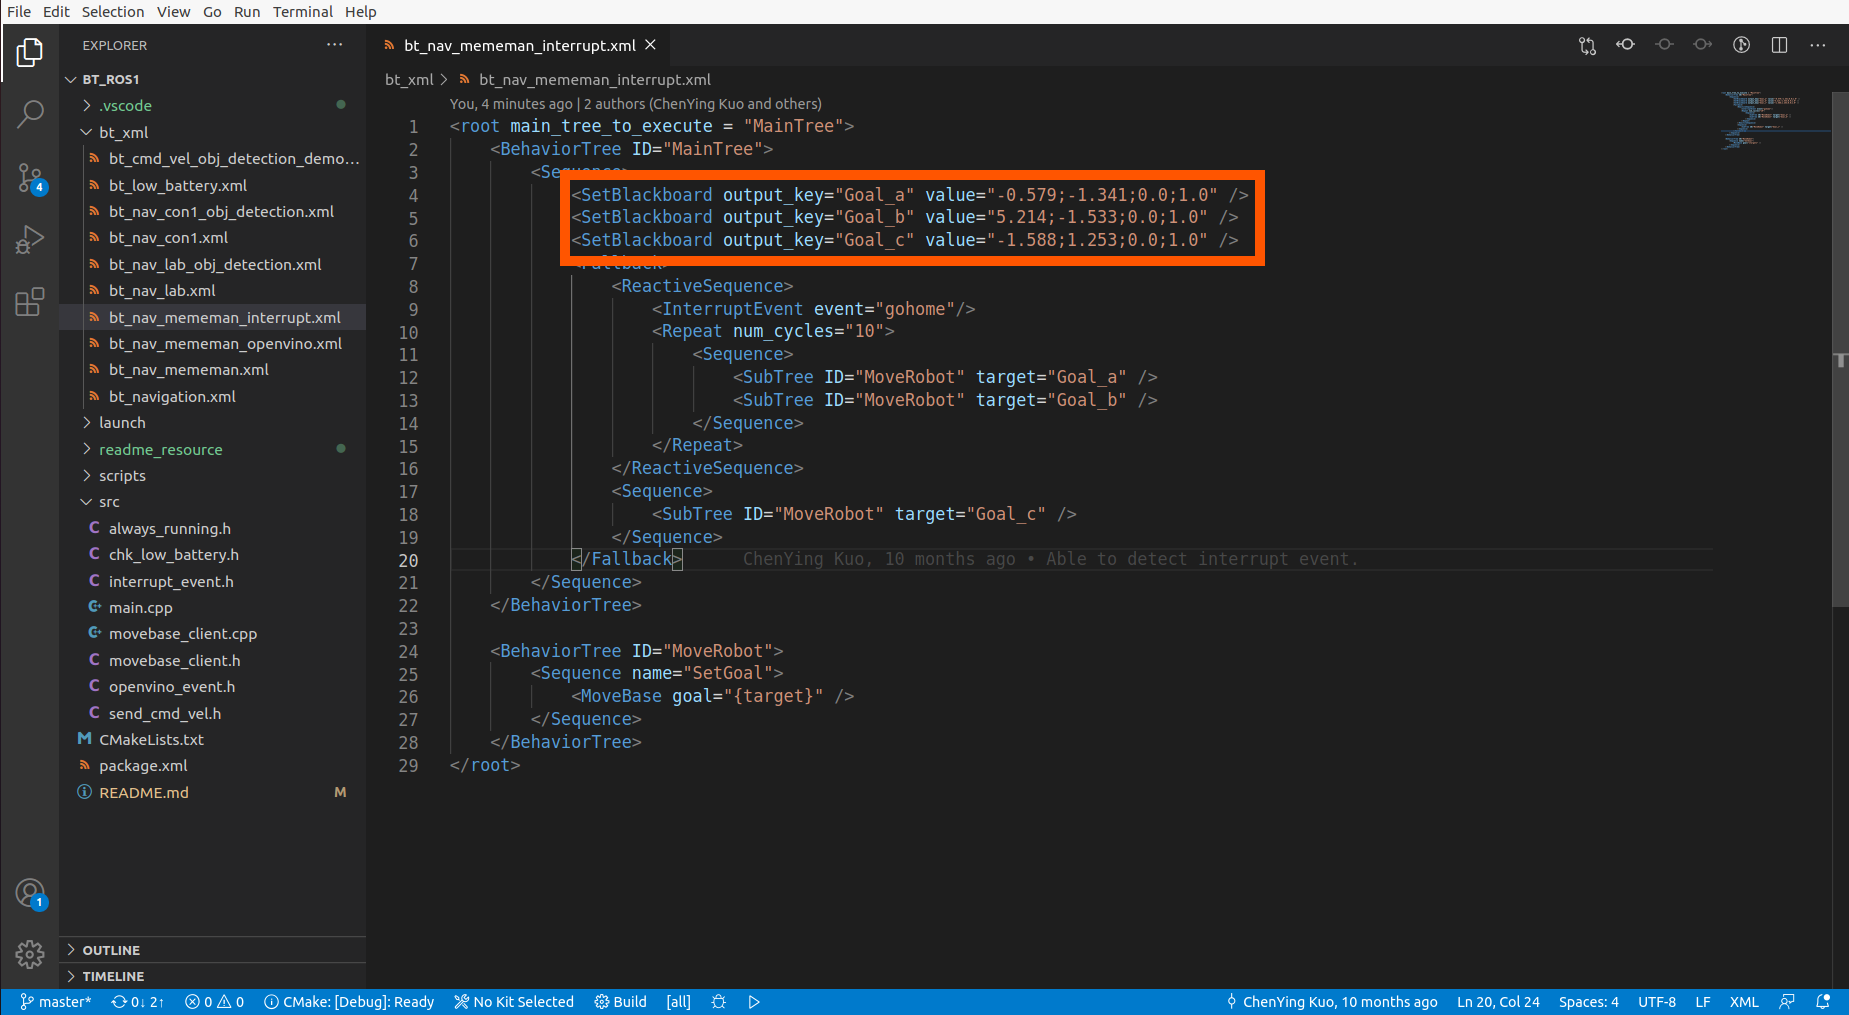 File Edit Selection View Go Run Terminal Help
EXPLORER
BT_ROS1
.vscode
bt_xml
bt_cmd_vel_obj_detection_demo...
bt_low_battery.xml
bt_nav_con1_obj_detection.xml
bt_nav_con1.xml
bt_nav_lab_obj_detection.xml
bt_nav_lab.xml
bt_nav_mememan_interrupt.xml
bt_nav_mememan_openvino.xml
bt_nav_mememan.xml
bt_navigation.xml
launch
readme_resource
scripts
src
C always_running.h
C chk_low_battery.h
C interrupt_event.h
main.cpp
movebase_client.cpp
C movebase_client.h
C openvino_event.h
C send_cmd_vel.h
M CMakeLists.txt
package.xml
README.md M
OUTLINE
TIMELINE
4
1
bt_nav_mememan_interrupt.xml
bt_xml > bt_nav_mememan_interrupt.xml
You, 4 minutes ago | 2 authors (ChenYing Kuo and others)
1 <root main_tree_to_execute = "MainTree">
2 <BehaviorTree ID="MainTree">
3 <Sequence>
4 <SetBlackboard output_key="Goal_a" value="-0.579;-1.341;0.0;1.0" />
5 <SetBlackboard output_key="Goal_b" value="5.214;-1.533;0.0;1.0" />
6 <SetBlackboard output_key="Goal_c" value="-1.588;1.253;0.0;1.0" />
7 <Fallback>
8 <ReactiveSequence>
9 <InterruptEvent event="gohome"/>
10 <Repeat num_cycles="10">
11 <Sequence>
12 <SubTree ID="MoveRobot" target="Goal_a" />
13 <SubTree ID="MoveRobot" target="Goal_b" />
14 </Sequence>
15 </Repeat>
16 </ReactiveSequence>
17 <Sequence>
18 <SubTree ID="MoveRobot" target="Goal_c" />
19 </Sequence>
20 </Fallback> ChenYing Kuo, 10 months ago • Able to detect interrupt event.
21 </Sequence>
22 </BehaviorTree>
23
24 <BehaviorTree ID="MoveRobot">
25 <Sequence name="SetGoal">
26 <MoveBase goal="{target}" />
27 </Sequence>
28 </BehaviorTree>
29 </root>
master* 0↓ 2↑ 0 0 CMake: [Debug]: Ready No Kit Selected Build [all] ChenYing Kuo, 10 months ago Ln 20, Col 24 Spaces: 4 UTF-8 LF XML